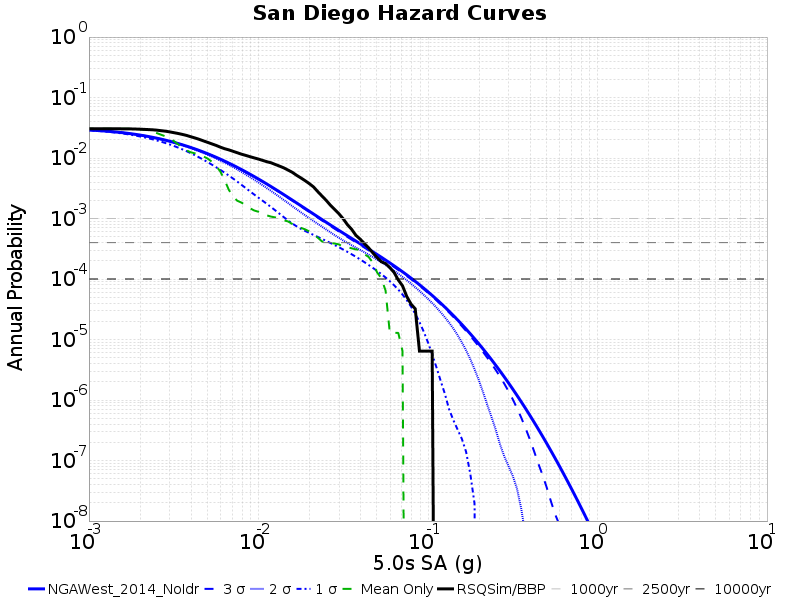 San Diego Hazard Curves
10^0
10^-1
10^-2
10^-3
10^-4
10^-5
10^-6
10^-7
10^-8
Annual Probability
10^-3 10^-2 10^-1 10^0 10^1
5.0s SA (g)
NGAWest_2014_NoIdr 3 σ 2 σ 1 σ Mean Only RSQSim/BBP 1000yr 2500yr 10000yr